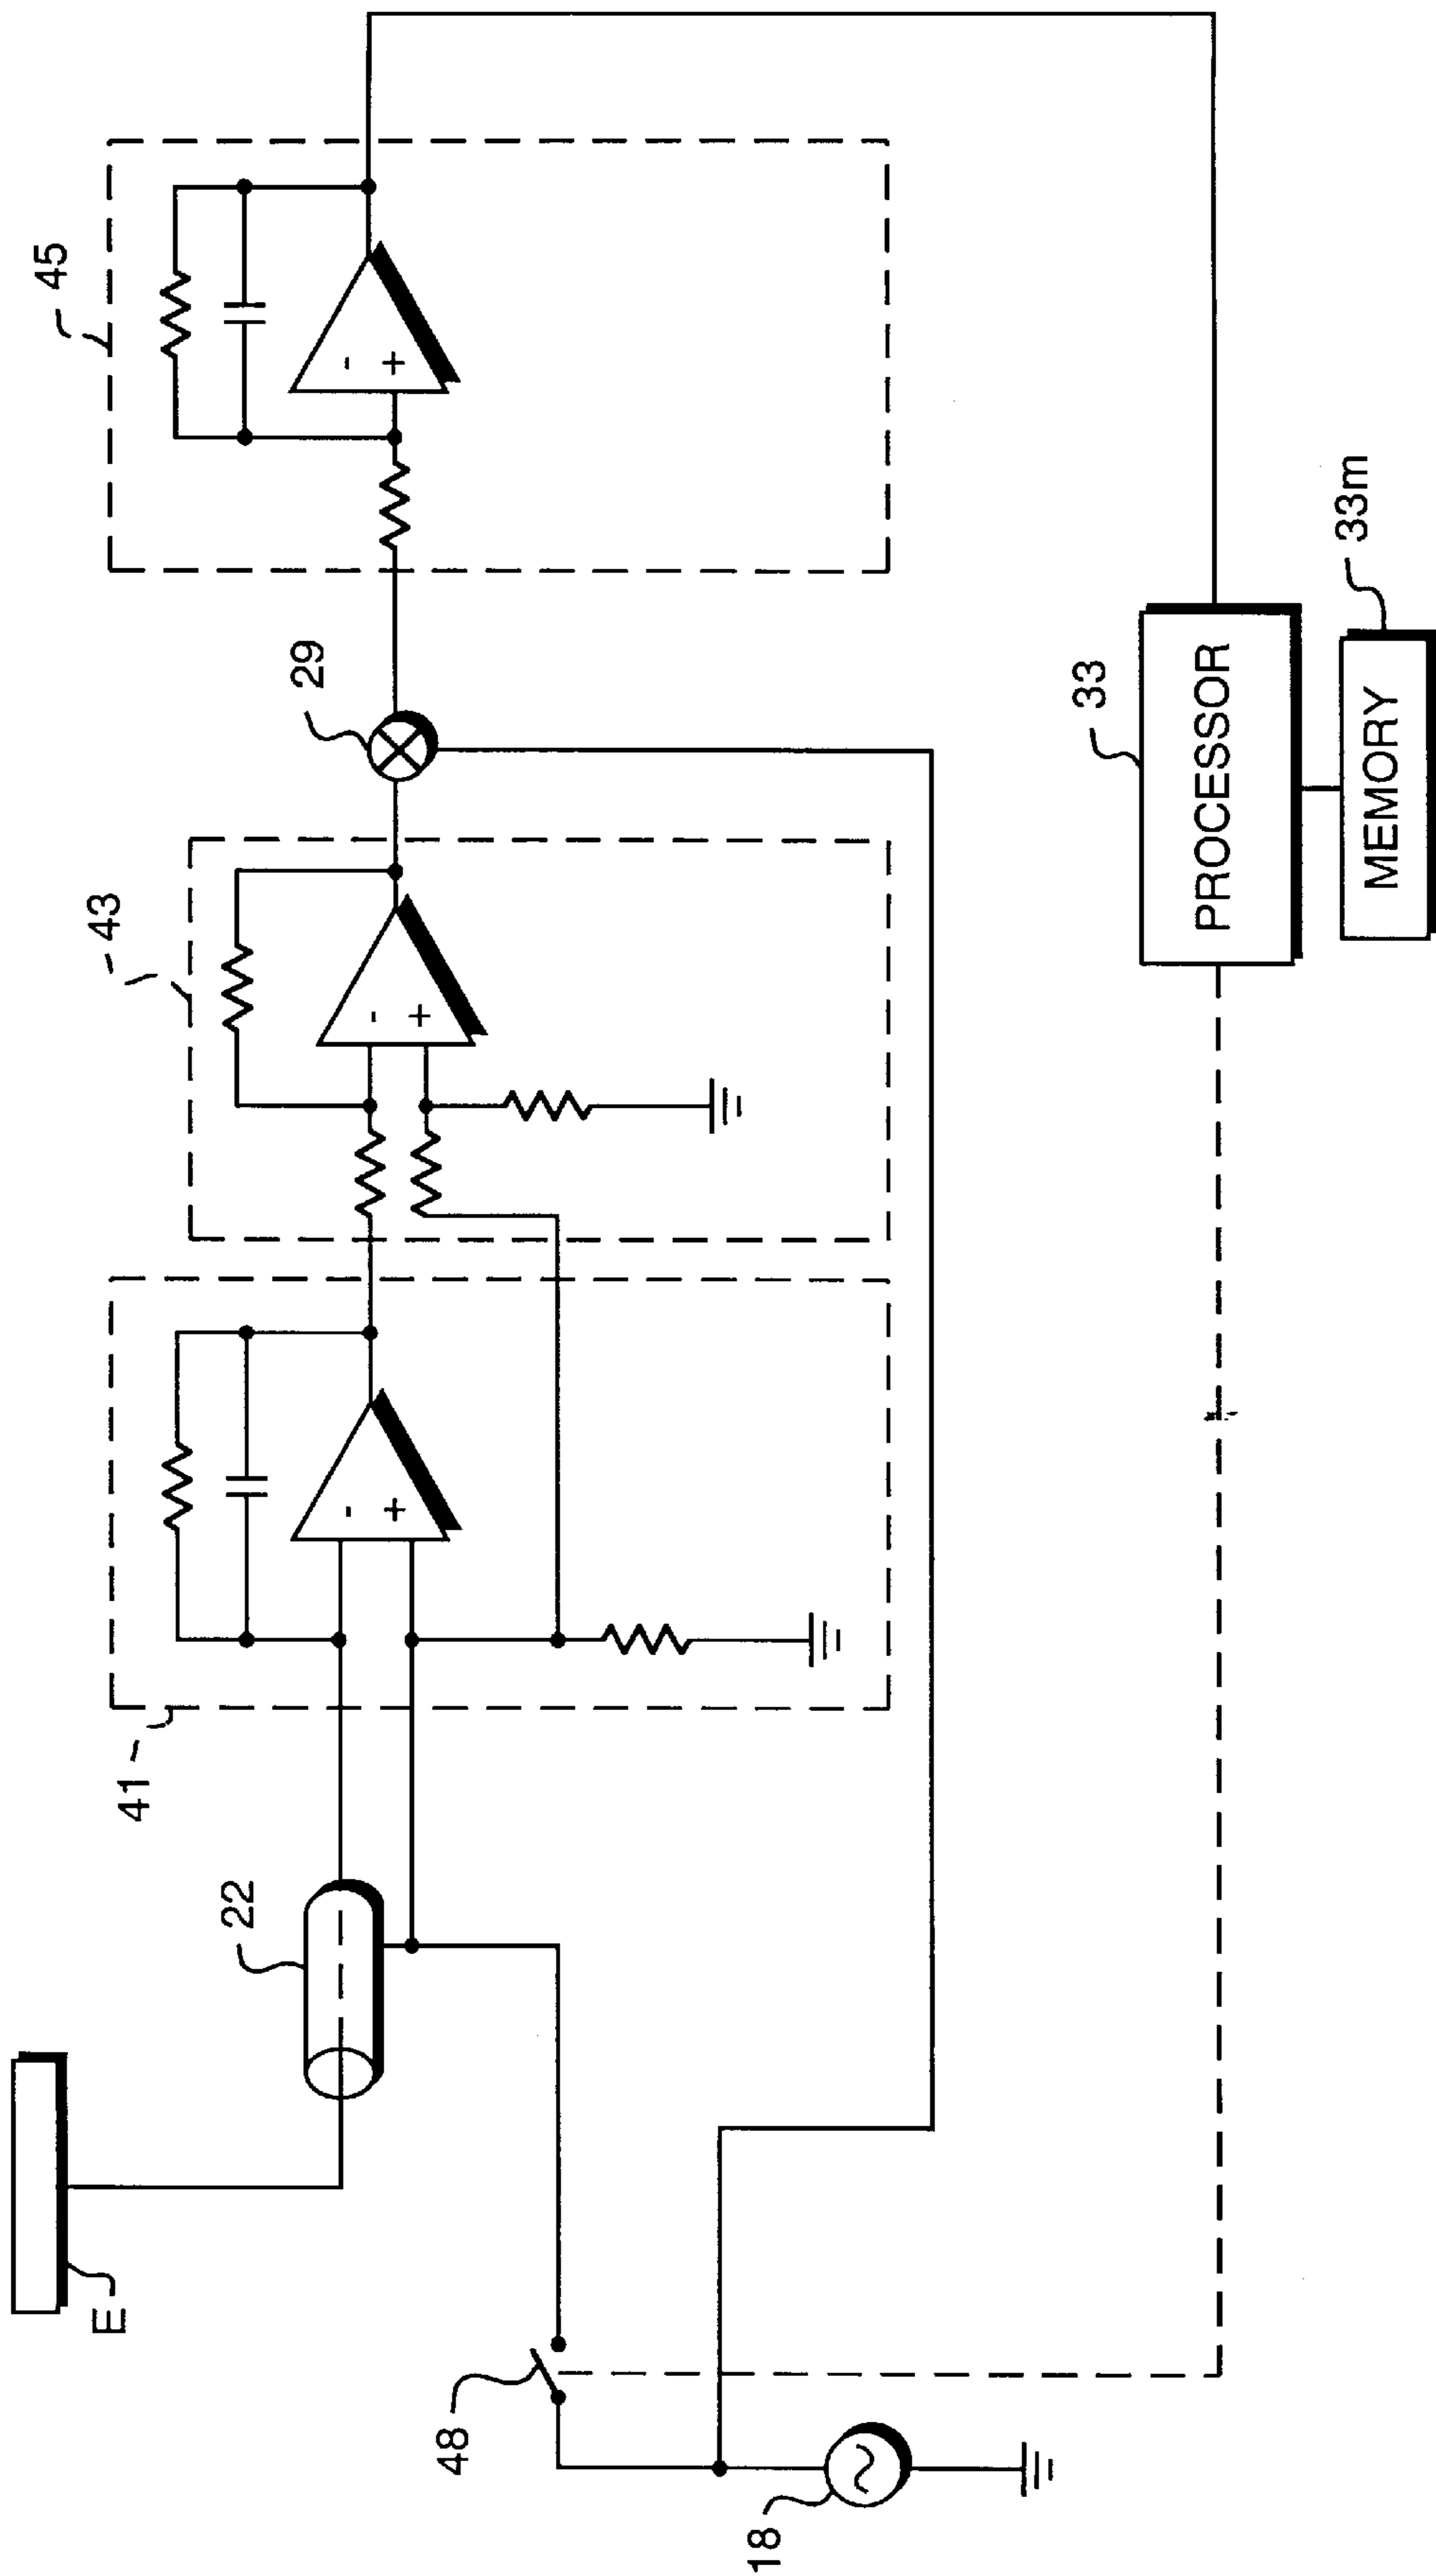 E
22
41
43
29
45
- +
- +
- +
48
18
33
PROCESSOR
33m
MEMORY